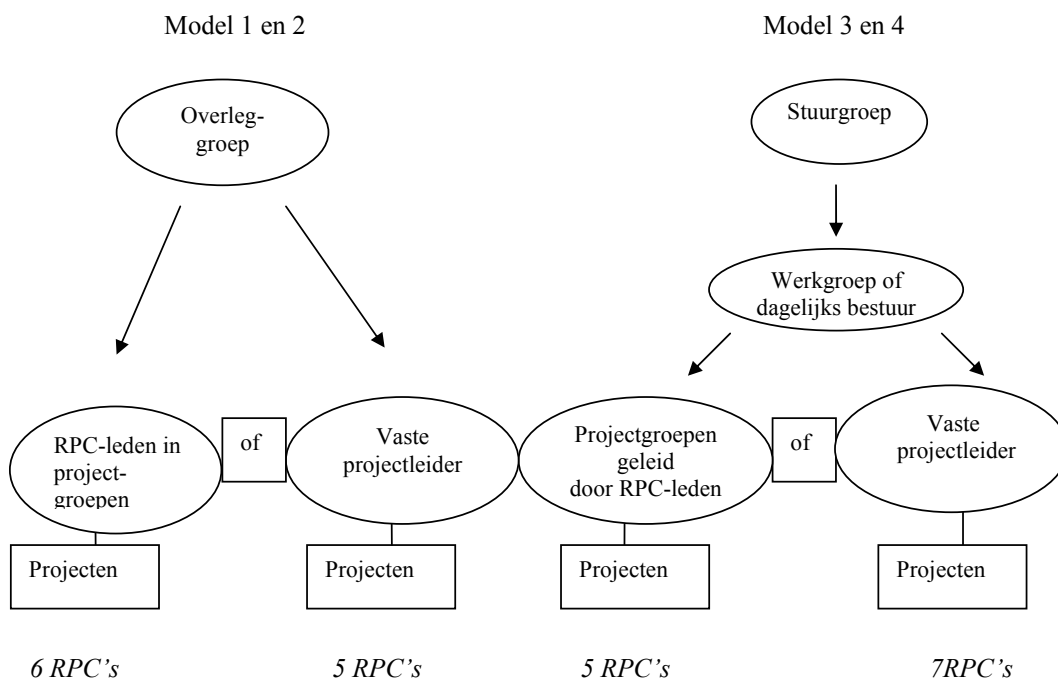 Model 1 en 2
Model 3 en 4
Overleg-
groep
Stuurgroep
Werkgroep of
dagelijks bestuur
RPC-leden in
project-
groepen
of
Vaste
projectleider
Projectgroepen
geleid
door RPC-leden
of
Vaste
projectleider
Projecten
Projecten
Projecten
Projecten
6 RPC’s
5 RPC’s
5 RPC’s
7RPC’s